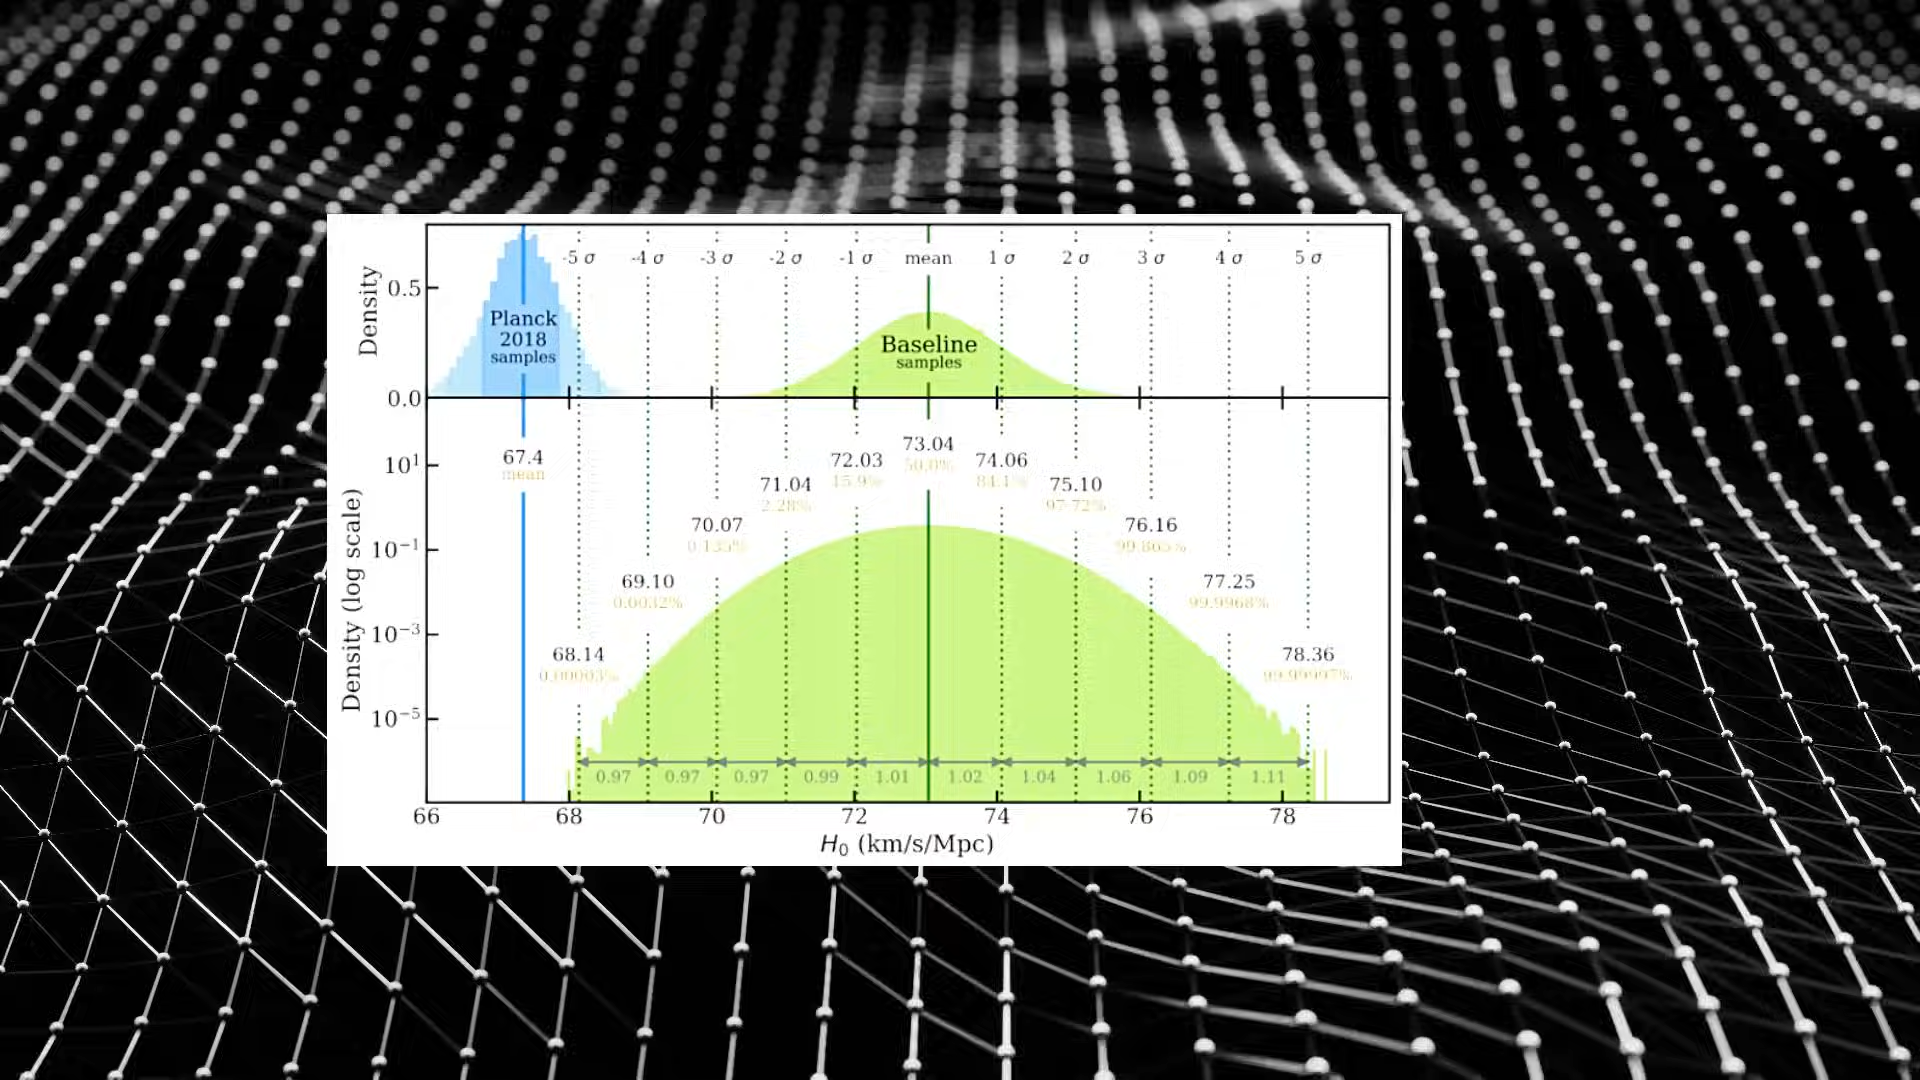 -5 σ -4 σ -3 σ -2 σ -1 σ mean 1 σ 2 σ 3 σ 4 σ 5 σ
Density
0.5
0.0
Planck
2018
samples
Baseline
samples
Density (log scale)
10¹
10⁻¹
10⁻³
10⁻⁵
67.4
mean
68.14
0.00003%
69.10
0.0032%
70.07
0.135%
71.04
2.28%
72.03
15.9%
73.04
50.0%
74.06
84.1%
75.10
97.72%
76.16
99.865%
77.25
99.9968%
78.36
99.99997%
0.97 0.97 0.97 0.99 1.01 1.02 1.04 1.06 1.09 1.11
66 68 70 72 74 76 78
H₀ (km/s/Mpc)